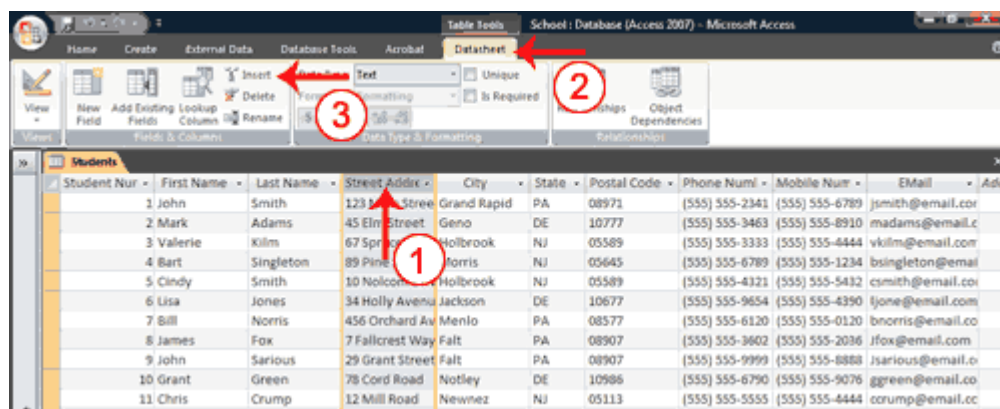 Table Tools School : Database (Access 2007) - Microsoft Access
Home Create External Data Database Tools Acrobat Datasheet
View New Field Add Existing Fields Lookup Column Insert Delete Rename Text Formatting Unique Is Required Object Dependencies
Views Fields & Columns Data Type & Formatting Relationships
3 2
Students
Student Nur First Name Last Name Street Addre City State Postal Code Phone Numl Mobile Num EMail Ad
1 John Smith 123 Stree Grand Rapid PA 08971 (555) 555-2341 (555) 555-6789 jsmith@email.cor
2 Mark Adams 45 Elm Street Geno DE 10777 (555) 555-3463 (555) 555-8910 madams@email.c
3 Valerie Kilm 67 Holbrook NJ 05589 (555) 555-3333 (555) 555-4444 vkilm@email.com
4 Bart Singleton 89 Pine Morris NJ 05645 (555) 555-6789 (555) 555-1234 bsingleton@emai
1
5 Cindy Smith 10 Holbrook NJ 05589 (555) 555-4321 (555) 555-5432 csmith@email.co
6 Lisa Jones 34 Holly Avenu Jackson DE 10677 (555) 555-9654 (555) 555-4390 ljone@email.com
7 Bill Norris 456 Orchard Av Menlo PA 08577 (555) 555-6120 (555) 555-0120 bnorris@email.co
8 James Fox 7 Fallcrest Way Falt PA 08907 (555) 555-3602 (555) 555-2036 Jfox@email.com
9 John Sarious 29 Grant Street Falt PA 08907 (555) 555-9999 (555) 555-8888 Jsarious@email.c
10 Grant Green 78 Cord Road Notley DE 10986 (555) 555-6790 (555) 555-9076 ggreen@email.co
11 Chris Crump 12 Mill Road Newnez NJ 05113 (555) 555-5555 (555) 555-4444 ccrump@email.cc